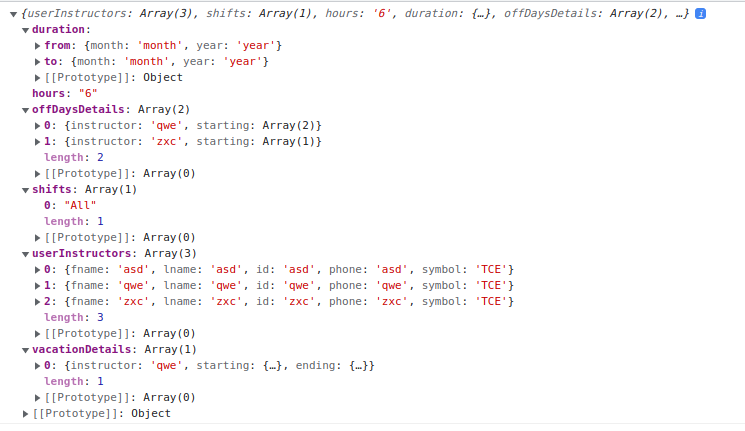 {userInstructors: Array(3), shifts: Array(1), hours: '6', duration: {…}, offDaysDetails: Array(2), …} i
duration:
from: {month: 'month', year: 'year'}
to: {month: 'month', year: 'year'}
[[Prototype]]: Object
hours: "6"
offDaysDetails: Array(2)
0: {instructor: 'qwe', starting: Array(2)}
1: {instructor: 'zxc', starting: Array(1)}
length: 2
[[Prototype]]: Array(0)
shifts: Array(1)
0: "All"
length: 1
[[Prototype]]: Array(0)
userInstructors: Array(3)
0: {fname: 'asd', lname: 'asd', id: 'asd', phone: 'asd', symbol: 'TCE'}
1: {fname: 'qwe', lname: 'qwe', id: 'qwe', phone: 'qwe', symbol: 'TCE'}
2: {fname: 'zxc', lname: 'zxc', id: 'zxc', phone: 'zxc', symbol: 'TCE'}
length: 3
[[Prototype]]: Array(0)
vacationDetails: Array(1)
0: {instructor: 'qwe', starting: {…}, ending: {…}}
length: 1
[[Prototype]]: Array(0)
[[Prototype]]: Object